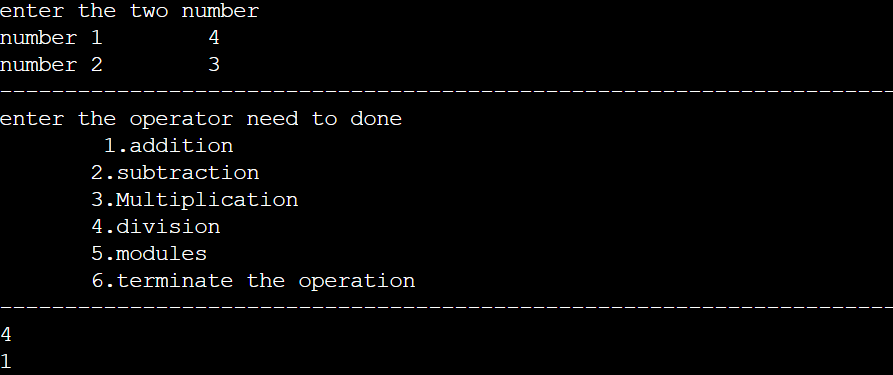 enter the two number
number 1        4
number 2        3
---------------------------------------------------------------------
enter the operator need to done
        1.addition
       2.subtraction
       3.Multiplication
       4.division
       5.modules
       6.terminate the operation
---------------------------------------------------------------------
4
1